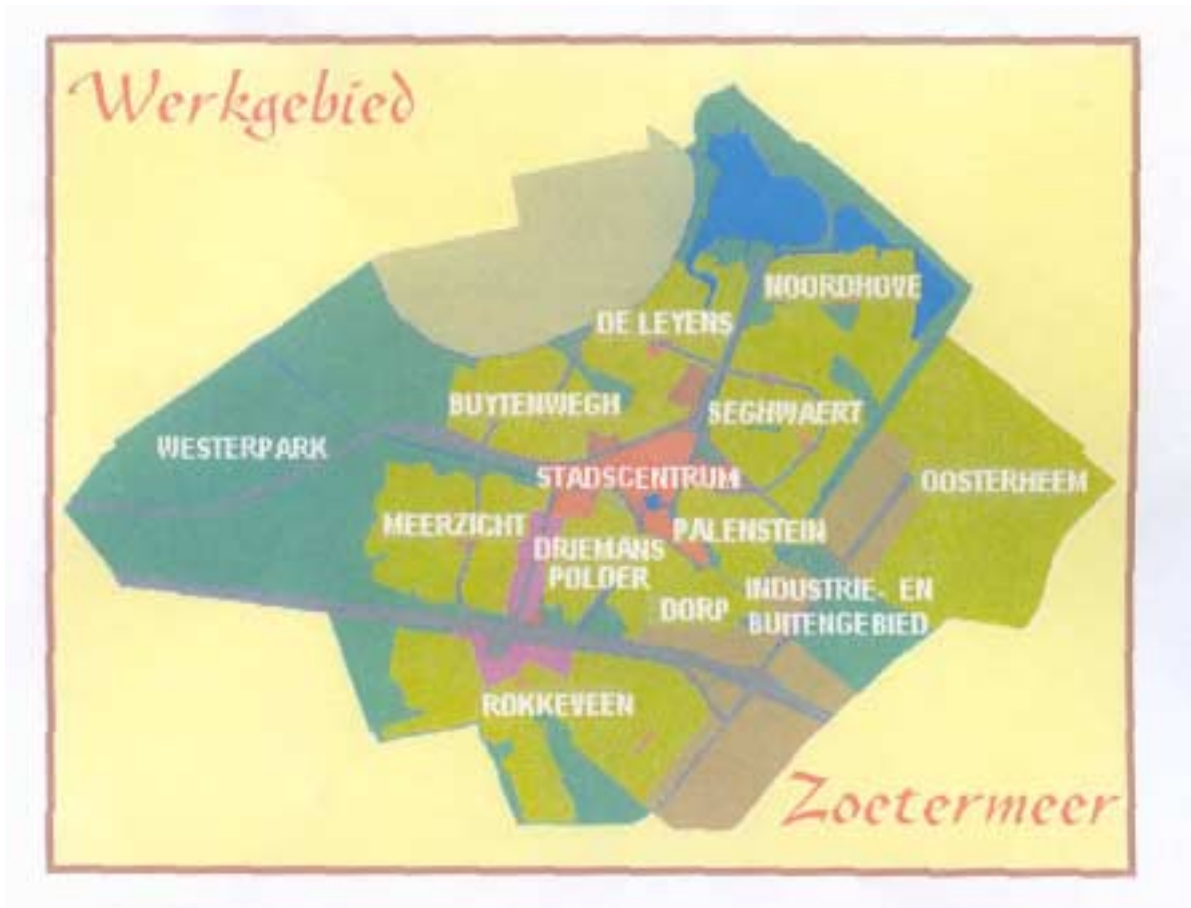 Werkgebied
NOORDHOVE
DE LEYENS
BUYTENWEGH
SEGHWAERT
WESTERPARK
STADSCENTRUM
OOSTERHEEM
MEERZICHT
PALENSTEIN
DRIEMANS
POLDER
INDUSTRIE- EN
BUITENGEBIED
DORP
ROKKEVEEN
Zoetermeer